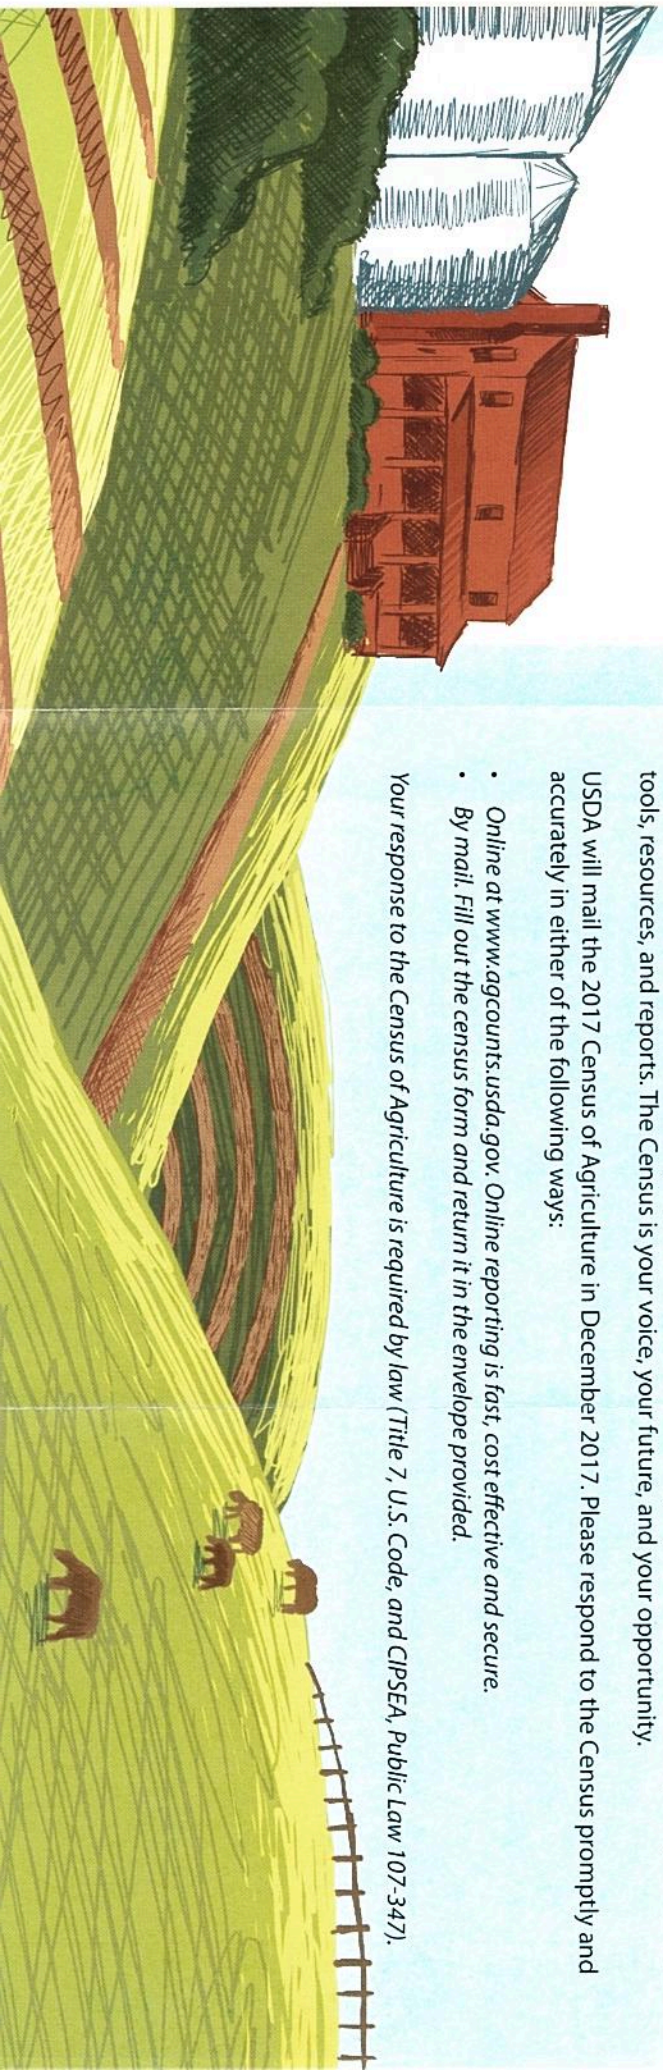 tools, resources, and reports. The Census is your voice, your future, and your opportunity.
USDA will mail the 2017 Census of Agriculture in December 2017. Please respond to the Census promptly and
accurately in either of the following ways:
• Online at www.agcounts.usda.gov. Online reporting is fast, cost effective and secure.
• By mail. Fill out the census form and return it in the envelope provided.
Your response to the Census of Agriculture is required by law (Title 7, U.S. Code, and CIPSEA, Public Law 107-347).